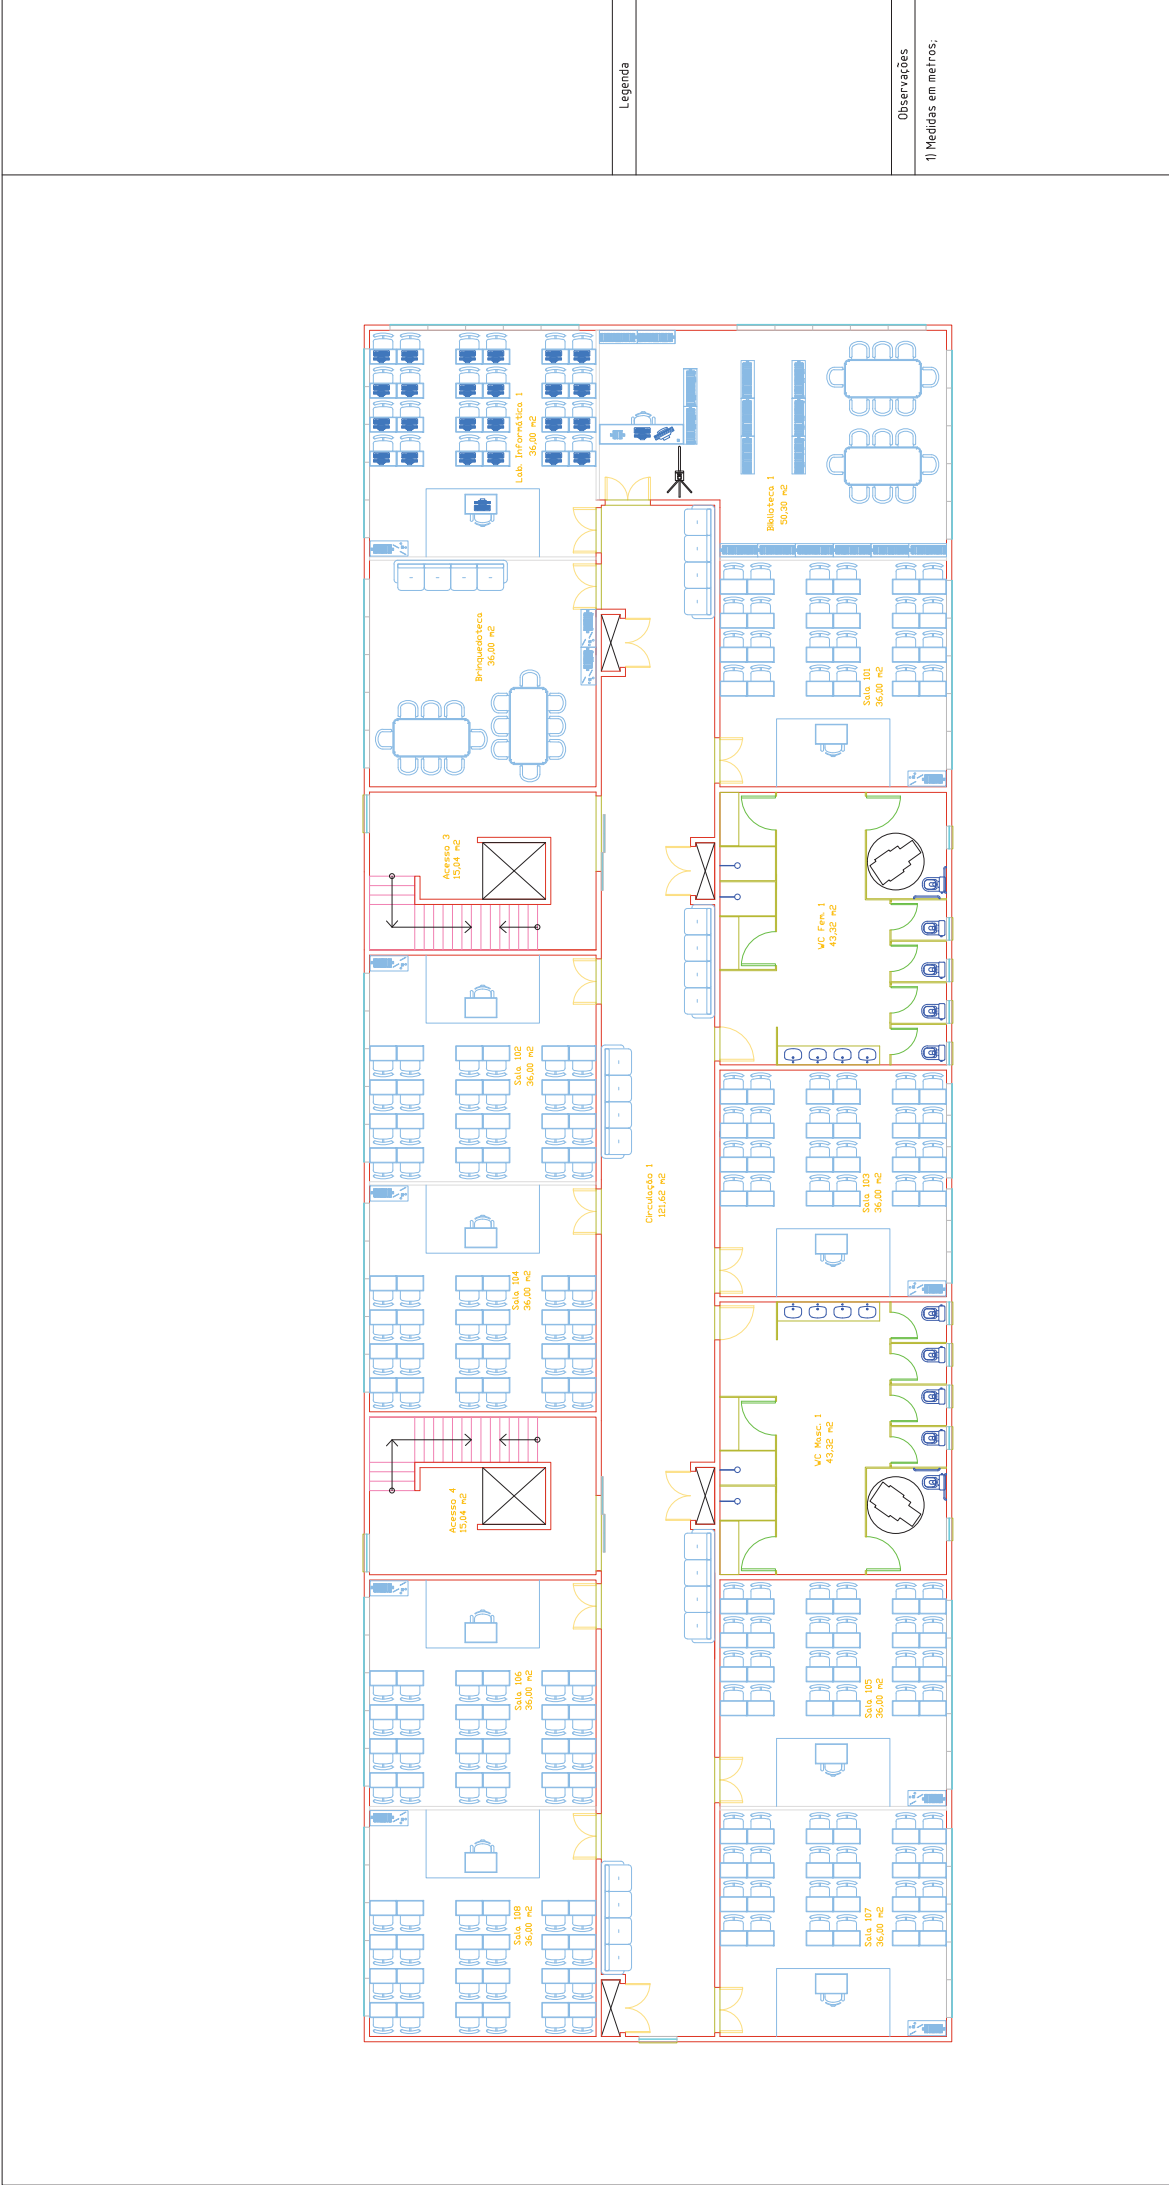 Legenda
Observações
1) Medidas em metros;
Lab. Informática 1
36,00 m2
Biblioteca 1
50,30 m2
Brinquedoteca
36,00 m2
Sala 101
36,00 m2
Acesso 3
15,04 m2
WC Fem. 1
43,32 m2
Sala 102
36,00 m2
Circulação 1
121,62 m2
Sala 103
36,00 m2
Sala 104
36,00 m2
WC Masc. 1
43,32 m2
Acesso 4
15,04 m2
Sala 106
36,00 m2
Sala 105
36,00 m2
Sala 108
36,00 m2
Sala 107
36,00 m2